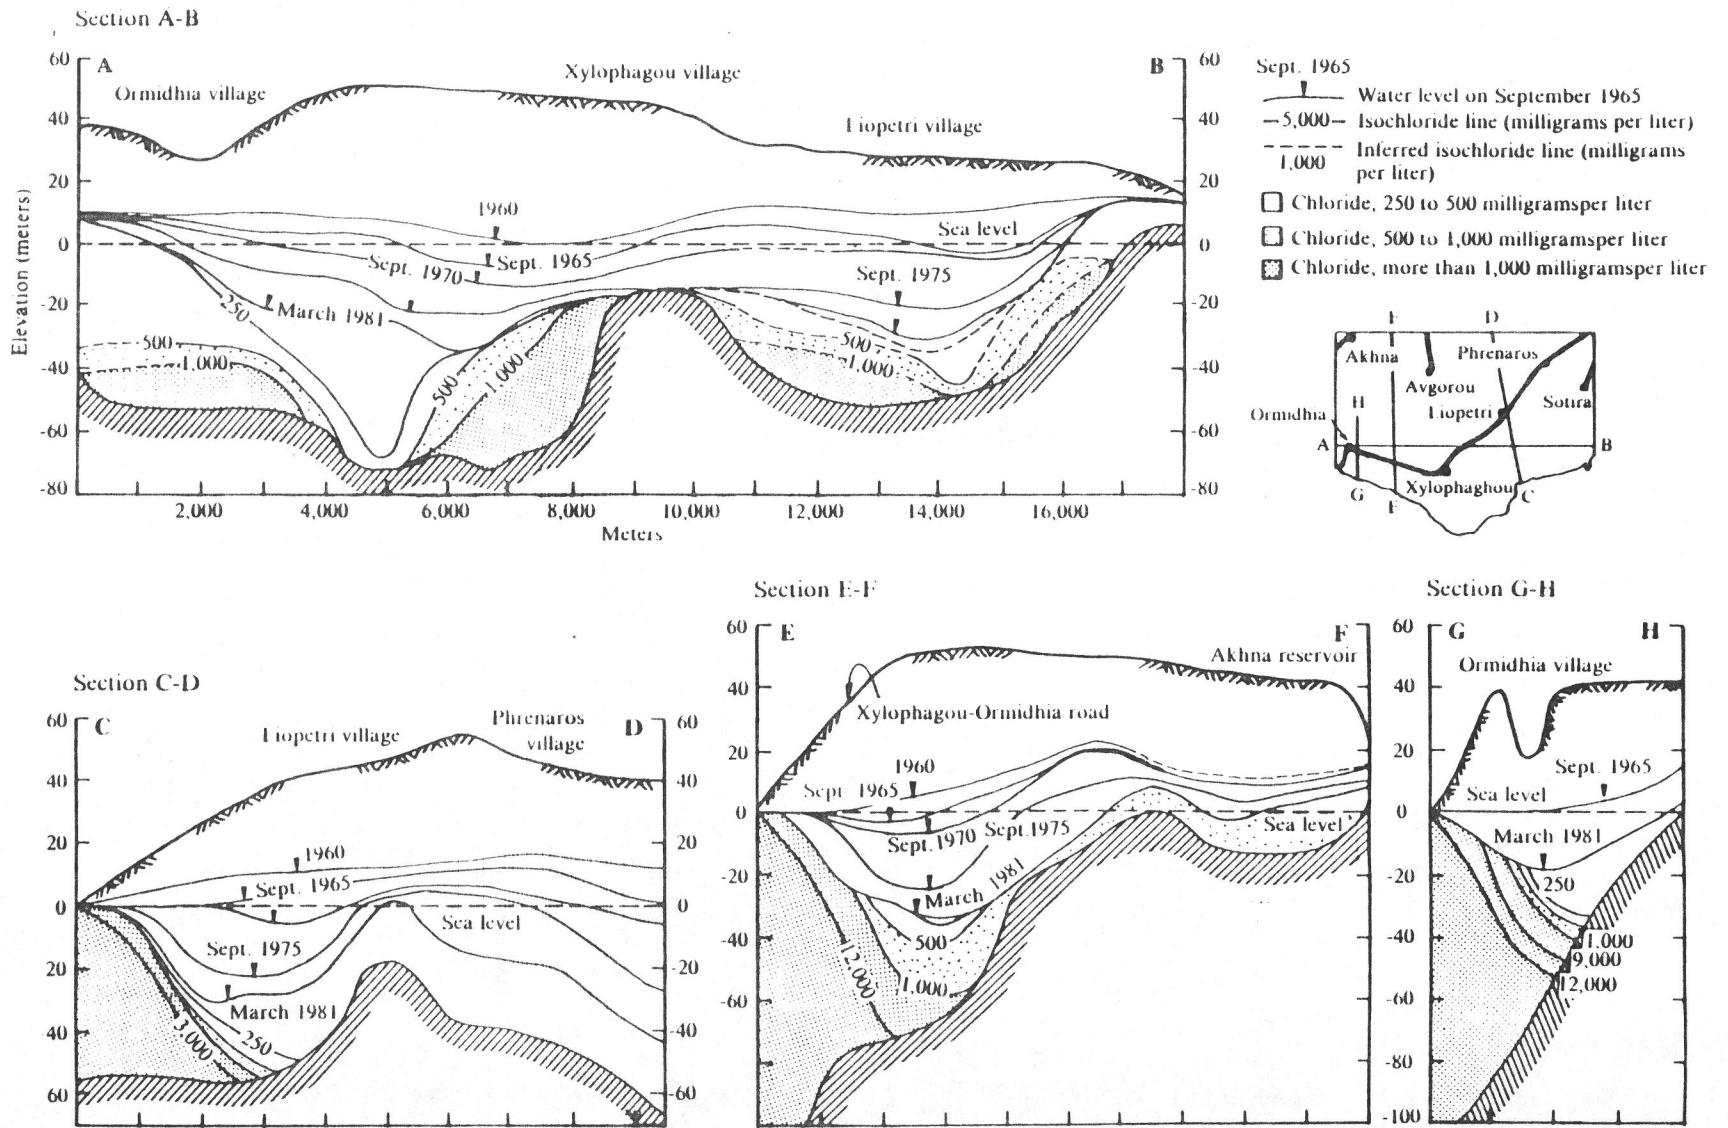 Section A-B
60
A
Ormidhia village
Xylophagou village
Liopetri village
B
60
40
40
20
20
0
0
-20
-20
-40
-40
-60
-60
-80
-80
Elevation (meters)
1960
Sea level
Sept. 1970
Sept. 1965
Sept. 1975
March 1981
250
500
1,000
500
1,000
500
1,000
2,000
4,000
6,000
8,000
10,000
12,000
14,000
16,000
Meters
Sept. 1965
Water level on September 1965
5,000
Isochloride line (milligrams per liter)
1,000
Inferred isochloride line (milligrams
per liter)
Chloride, 250 to 500 milligramsper liter
Chloride, 500 to 1,000 milligramsper liter
Chloride, more than 1,000 milligramsper liter
D
Akhna
Phrenaros
Avgorou
H
Liopetri
Sotira
Ormidhia
A
B
G
Xylophaghou
C
Section C-D
60
C
Liopetri village
Phrenaros
village
D
60
40
40
20
20
0
0
20
-20
40
-40
60
-60
1960
Sept. 1965
Sea level
Sept. 1975
March 1981
3,000
250
Section E-F
60
E
F
Akhna reservoir
40
Xylophagou-Ormidhia road
20
0
-20
-40
-60
1960
Sept. 1965
Sept. 1970
Sept. 1975
Sea level
March 1981
500
1,000
12,000
Section G-H
60
G
H
Ormidhia village
40
20
0
-20
-40
-60
-80
-100
Sept. 1965
Sea level
March 1981
250
1,000
9,000
12,000